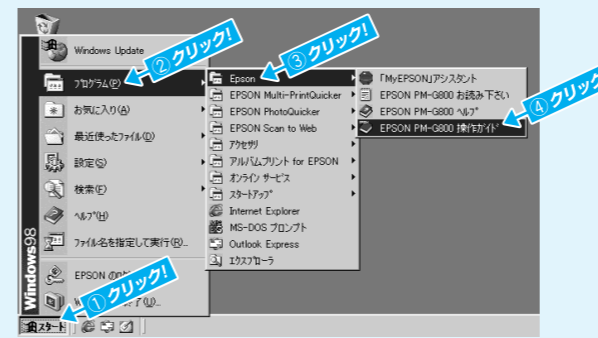 Windows Update
プログラム(P)
お気に入り(A)
最近使ったファイル(D)
設定(S)
検索(F)
ヘルプ(H)
ファイル名を指定して実行(R)...
EPSON の
Windows98
スタート
①クリック!
②クリック!
Epson
EPSON Multi-PrintQuicker
EPSON PhotoQuicker
EPSON Scan to Web
アクセサリ
アルバムプリント for EPSON
オンライン サービス
スタートアップ
Internet Explorer
MS-DOS プロンプト
Outlook Express
エクスプローラ
③クリック!
「MyEPSON」アシスタント
EPSON PM-G800 お読み下さい
EPSON PM-G800 ヘルプ
EPSON PM-G800 操作ガイド
④クリック